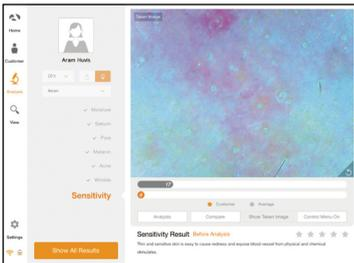 Taken Image
Home
Customer
Analysis
View
Settings
Aram Huvis
Moisture
Sebum
Pore
Melanin
Acne
Wrinkle
Sensitivity
Show All Results
Customer
Average
Analysis
Compare
Show Taken Image
Control Menu On
Sensitivity Result Before Analysis
Thin and sensitive skin is easy to cause redness and expose blood vessel from physical and chemical
stimulates.